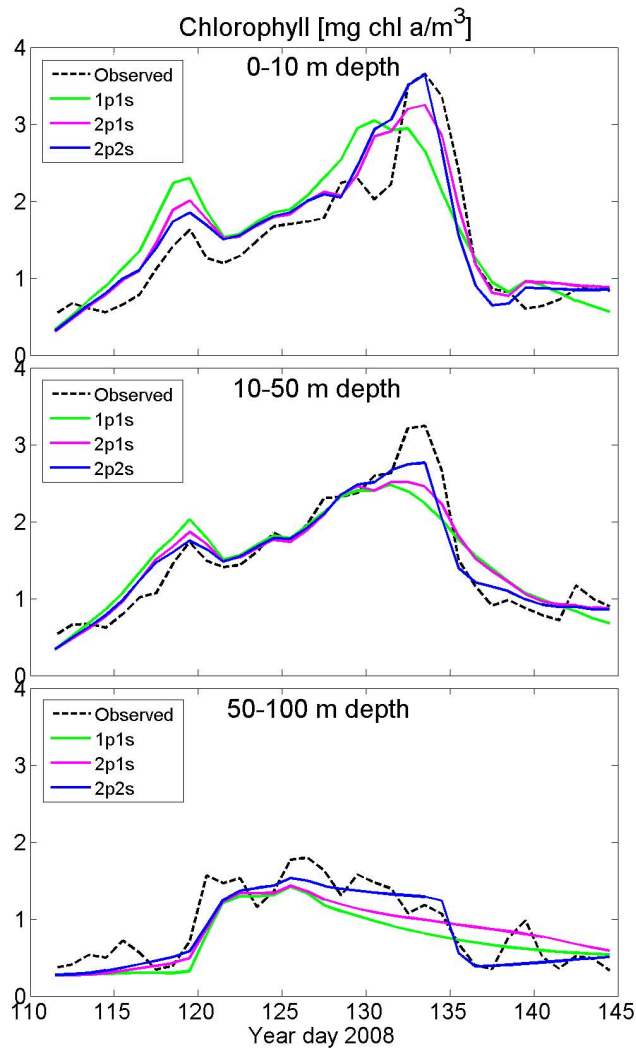 Chlorophyll [mg chl a/m³]
4
3
2
1
0
0-10 m depth
Observed
1p1s
2p1s
2p2s
4
3
2
1
0
10-50 m depth
Observed
1p1s
2p1s
2p2s
4
3
2
1
0
50-100 m depth
Observed
1p1s
2p1s
2p2s
110 115 120 125 130 135 140 145
Year day 2008